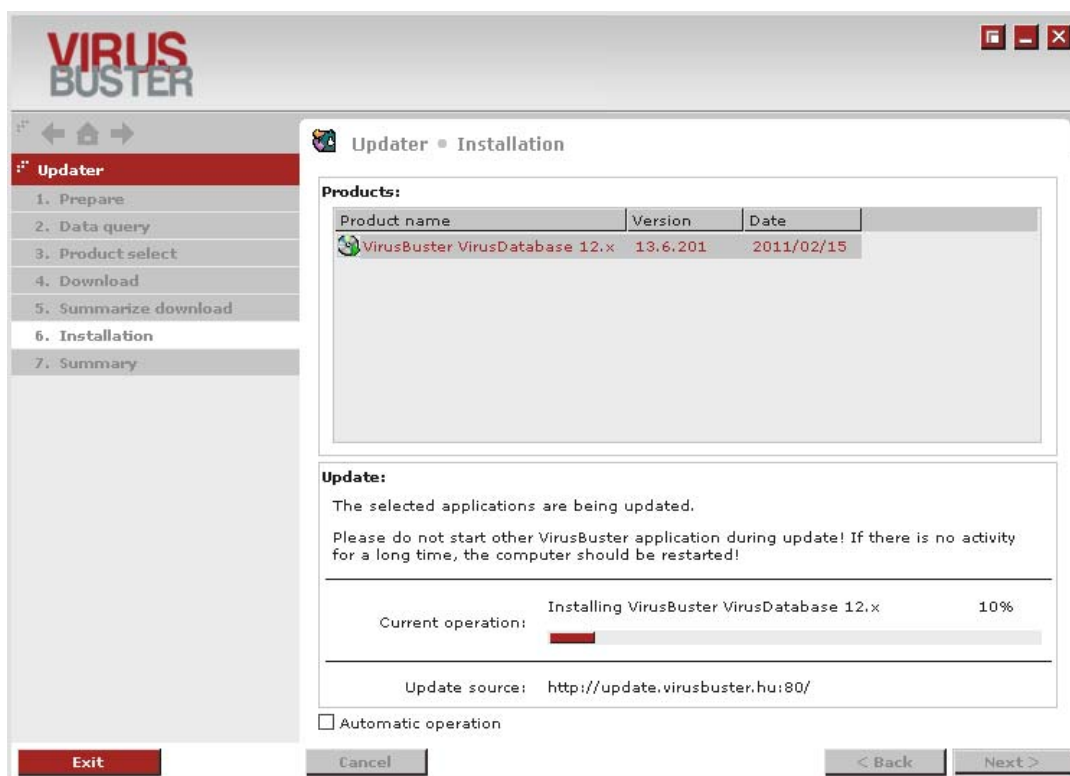 VIRUS
BUSTER
Updater
1. Prepare
2. Data query
3. Product select
4. Download
5. Summarize download
6. Installation
7. Summary
Updater • Installation
Products:
Product name Version Date
VirusBuster VirusDatabase 12.x 13.6.201 2011/02/15
Update:
The selected applications are being updated.
Please do not start other VirusBuster application during update! If there is no activity
for a long time, the computer should be restarted!
Installing VirusBuster VirusDatabase 12.x 10%
Current operation:
Update source: http://update.virusbuster.hu:80/
Automatic operation
Exit Cancel < Back Next >